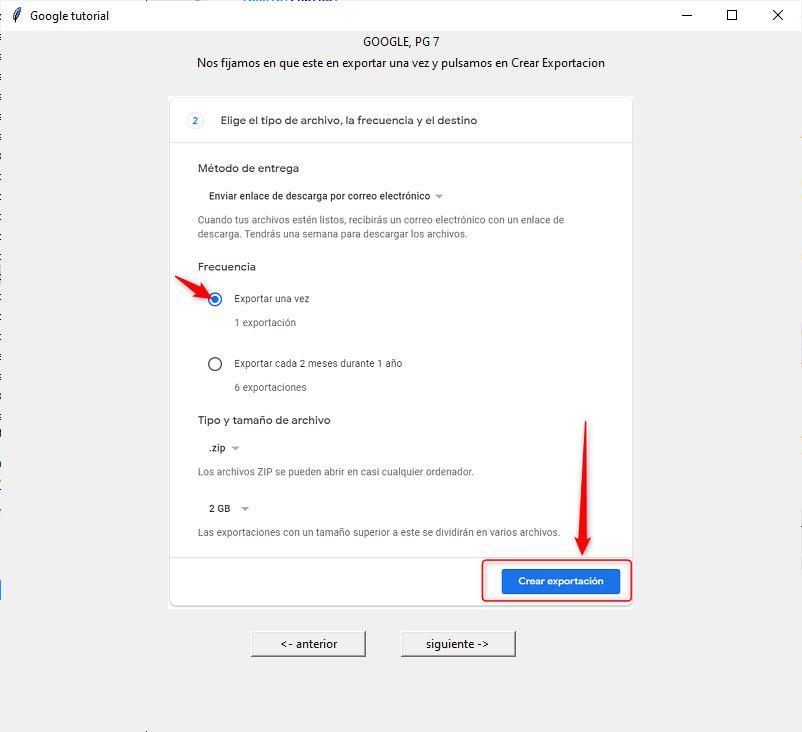 Google tutorial
GOOGLE, PG 7
Nos fijamos en que este en exportar una vez y pulsamos en Crear Exportacion
2 Elige el tipo de archivo, la frecuencia y el destino
Método de entrega
Enviar enlace de descarga por correo electrónico
Cuando tus archivos estén listos, recibirás un correo electrónico con un enlace de
descarga. Tendrás una semana para descargar los archivos.
Frecuencia
Exportar una vez
1 exportación
Exportar cada 2 meses durante 1 año
6 exportaciones
Tipo y tamaño de archivo
.zip
Los archivos ZIP se pueden abrir en casi cualquier ordenador.
2 GB
Las exportaciones con un tamaño superior a este se dividirán en varios archivos.
Crear exportación
<- anterior siguiente ->